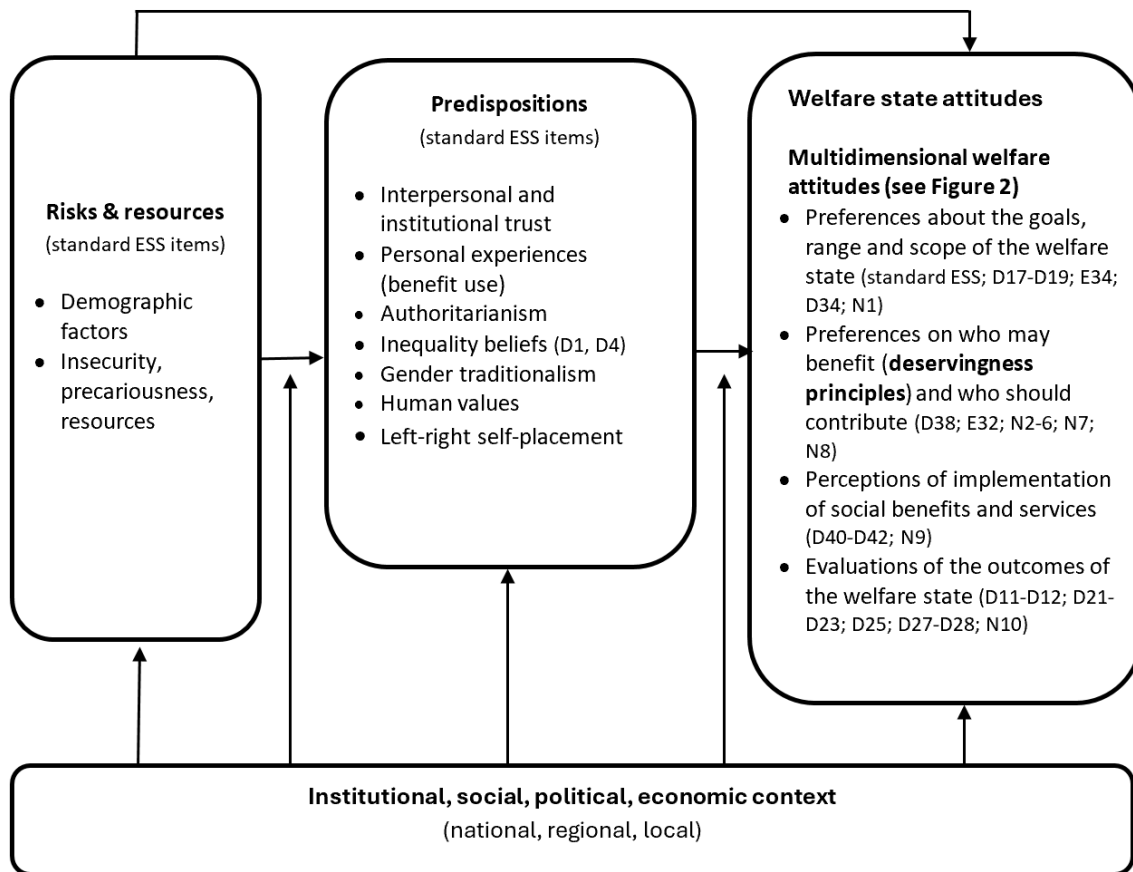 Risks & resources
(standard ESS items)
• Demographic
factors
• Insecurity,
precariousness,
resources
Predispositions
(standard ESS items)
• Interpersonal and
institutional trust
• Personal experiences
(benefit use)
• Authoritarianism
• Inequality beliefs (D1, D4)
• Gender traditionalism
• Human values
• Left-right self-placement
Welfare state attitudes
Multidimensional welfare
attitudes (see Figure 2)
• Preferences about the goals,
range and scope of the welfare
state (standard ESS; D17-D19; E34;
D34; N1)
• Preferences on who may
benefit (deservingness
principles) and who should
contribute (D38; E32; N2-6; N7;
N8)
• Perceptions of implementation
of social benefits and services
(D40-D42; N9)
• Evaluations of the outcomes of
the welfare state (D11-D12; D21-
D23; D25; D27-D28; N10)
Institutional, social, political, economic context
(national, regional, local)